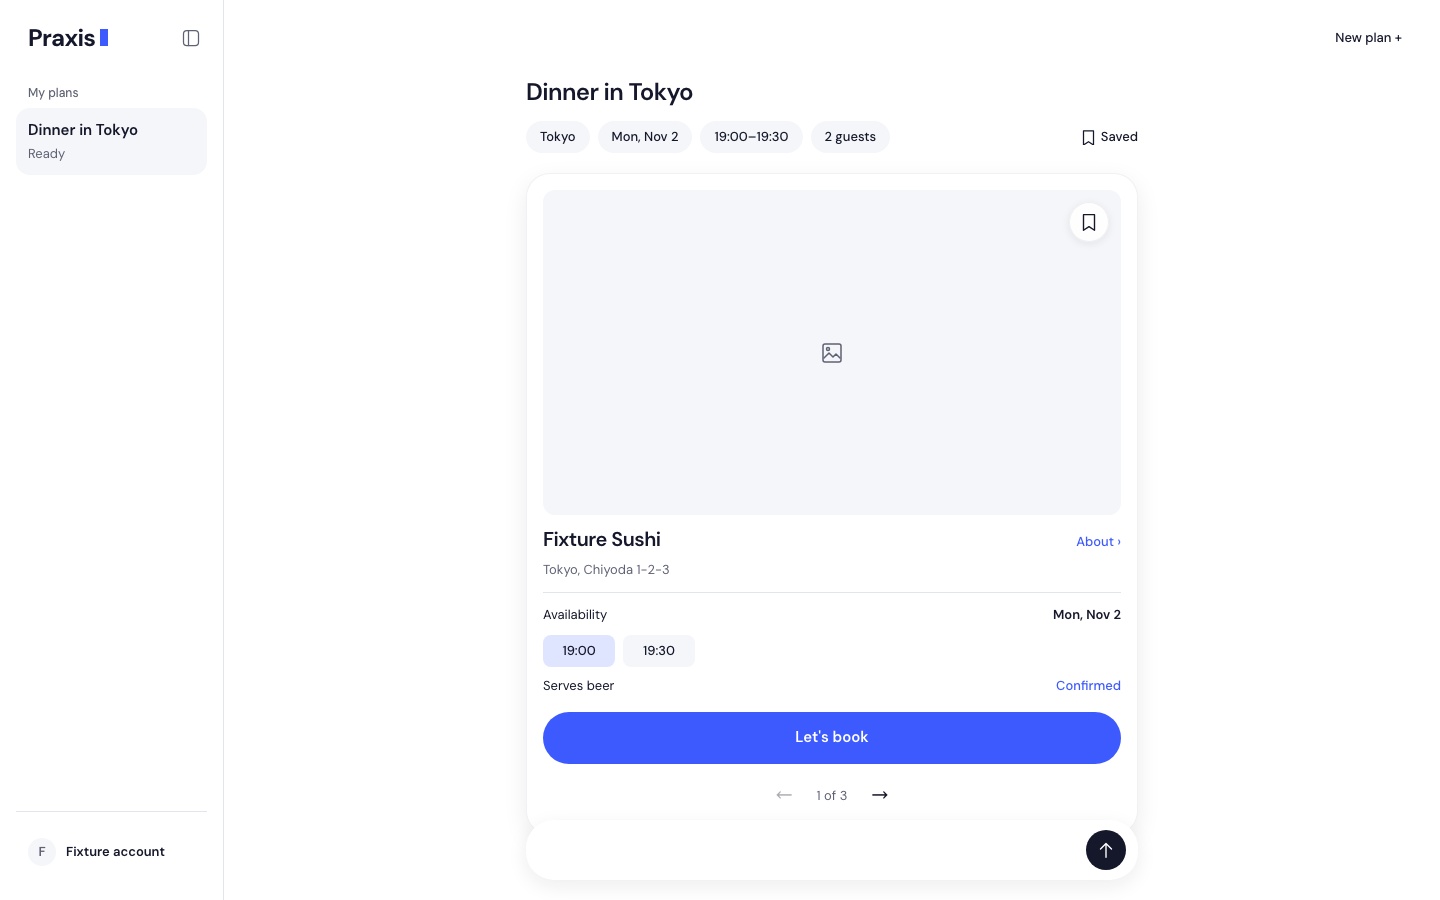 Praxis
New plan +
My plans
Dinner in Tokyo
Ready
Dinner in Tokyo
Tokyo
Mon, Nov 2
19:00–19:30
2 guests
Saved
Fixture Sushi
About ›
Tokyo, Chiyoda 1-2-3
Availability
Mon, Nov 2
19:00
19:30
Serves beer
Confirmed
Let's book
← 1 of 3 →
F
Fixture account